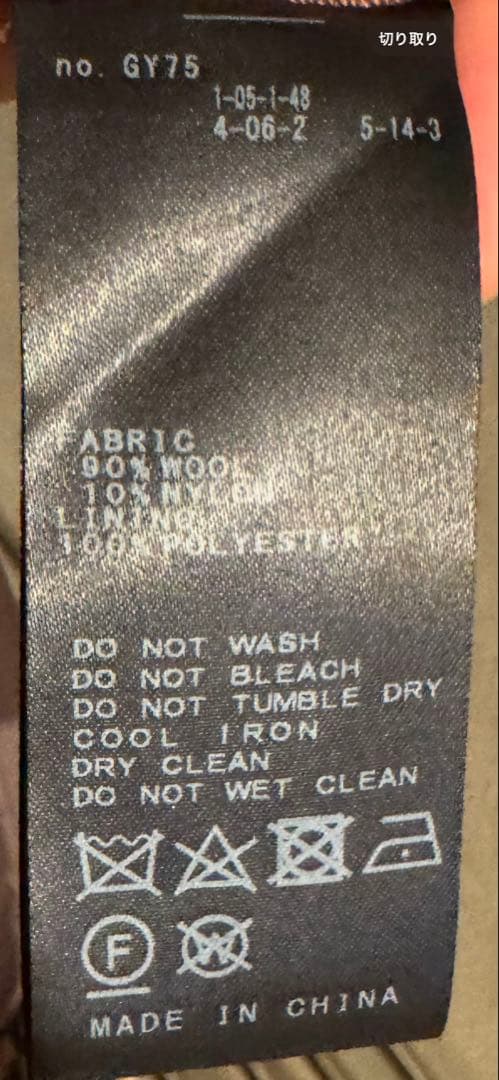 切り取り
no. GY75
1-05-1-48
4-06-2 5-14-3
FABRIC
90% WOOL
10% NYLON
LINING
100% POLYESTER
DO NOT WASH
DO NOT BLEACH
DO NOT TUMBLE DRY
COOL IRON
DRY CLEAN
DO NOT WET CLEAN
F W
MADE IN CHINA